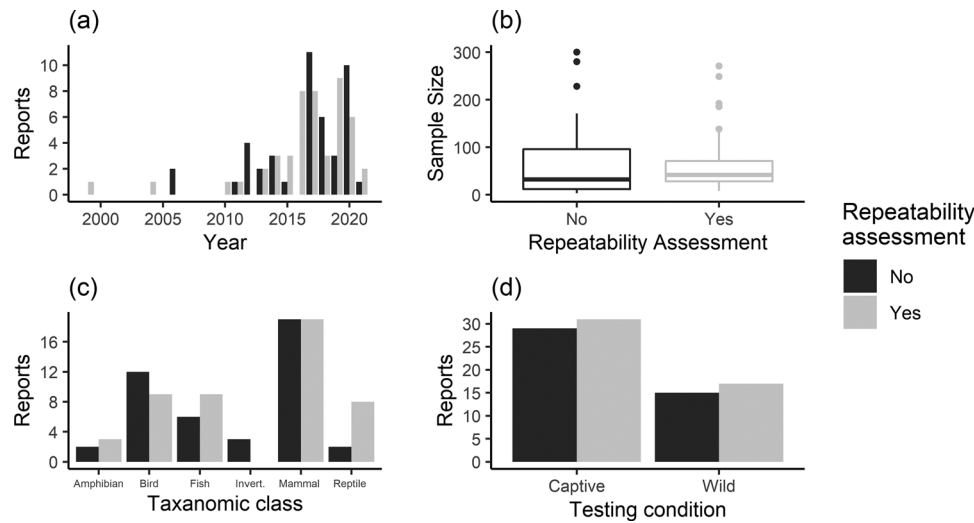 (a)
10
8
6
4
2
0
Reports
2000 2005 2010 2015 2020
Year
(b)
300
200
100
0
Sample Size
No Yes
Repeatability Assessment
Repeatability
assessment
No
Yes
(c)
16
12
8
4
0
Reports
Amphibian Bird Fish Invert. Mammal Reptile
Taxanomic class
(d)
30
25
20
15
10
5
0
Reports
Captive Wild
Testing condition